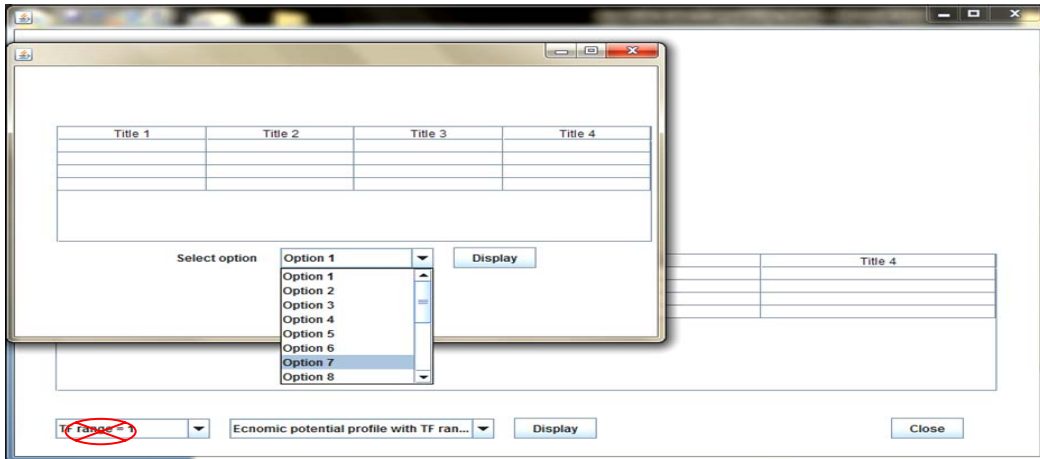 Title 1 Title 2 Title 3 Title 4
Select option Option 1 Display
Option 1
Option 2
Option 3
Option 4
Option 5
Option 6
Option 7
Option 8
Title 4
TF range = 1 Ecnomic potential profile with TF ran... Display Close